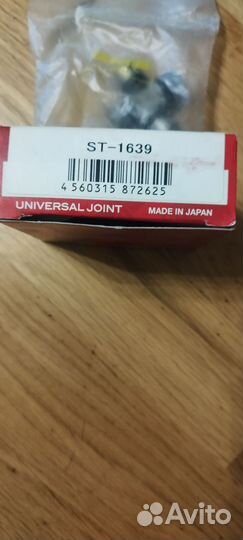 ST-1639
4 560315 872625
UNIVERSAL JOINT MADE IN JAPAN
Avito